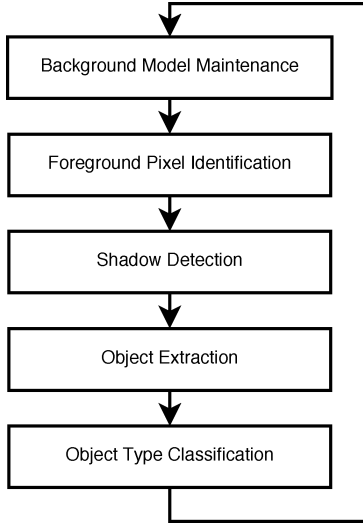 Background Model Maintenance
Foreground Pixel Identification
Shadow Detection
Object Extraction
Object Type Classification